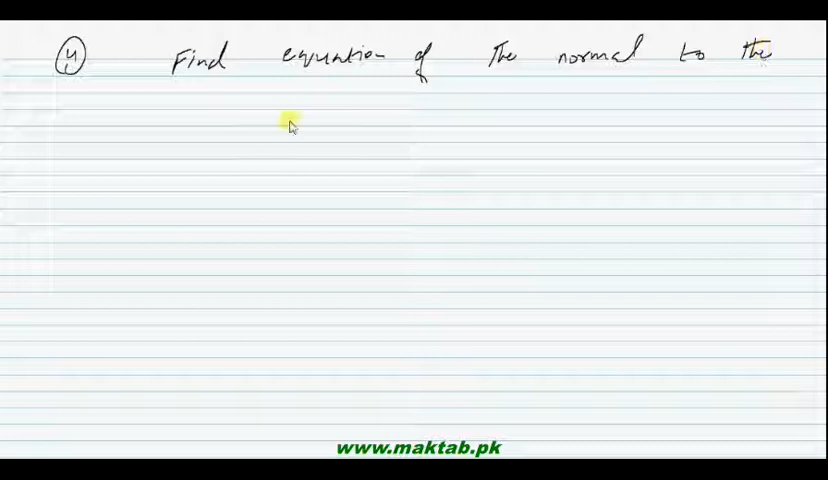 4 Find equation of the normal to the
www.maktab.pk